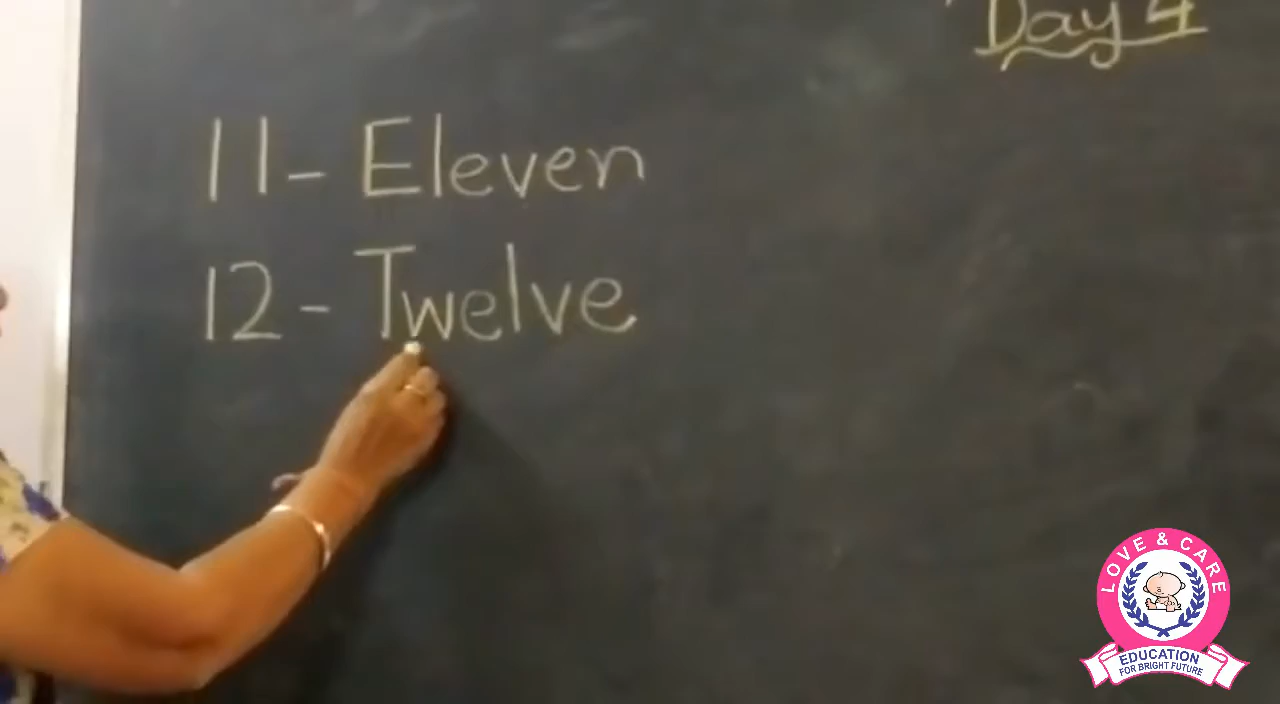 Day 4
11 - Eleven
12 - Twelve
LOVE & CARE
EDUCATION
FOR BRIGHT FUTURE